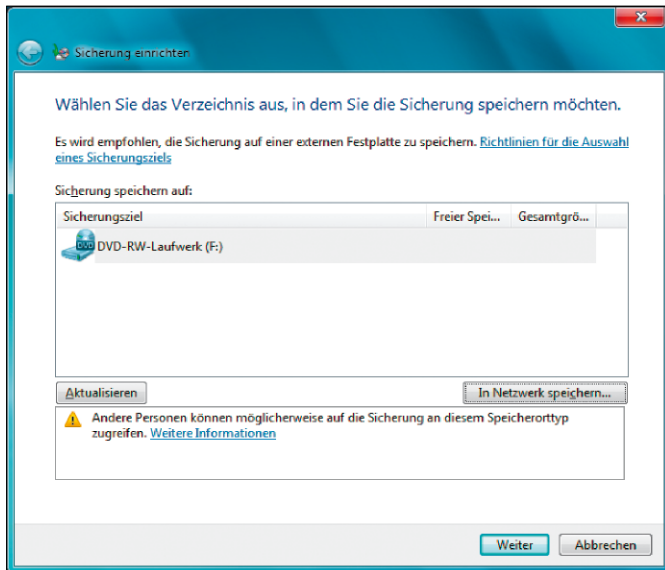 Sicherung einrichten
Wählen Sie das Verzeichnis aus, in dem Sie die Sicherung speichern möchten.
Es wird empfohlen, die Sicherung auf einer externen Festplatte zu speichern. Richtlinien für die Auswahl
eines Sicherungsziels
Sicherung speichern auf:
Sicherungsziel Freier Spei... Gesamtgrö...
DVD DVD-RW-Laufwerk (F:)
Aktualisieren In Netzwerk speichern...
Andere Personen können möglicherweise auf die Sicherung an diesem Speicherorttyp
zugreifen. Weitere Informationen
Weiter Abbrechen